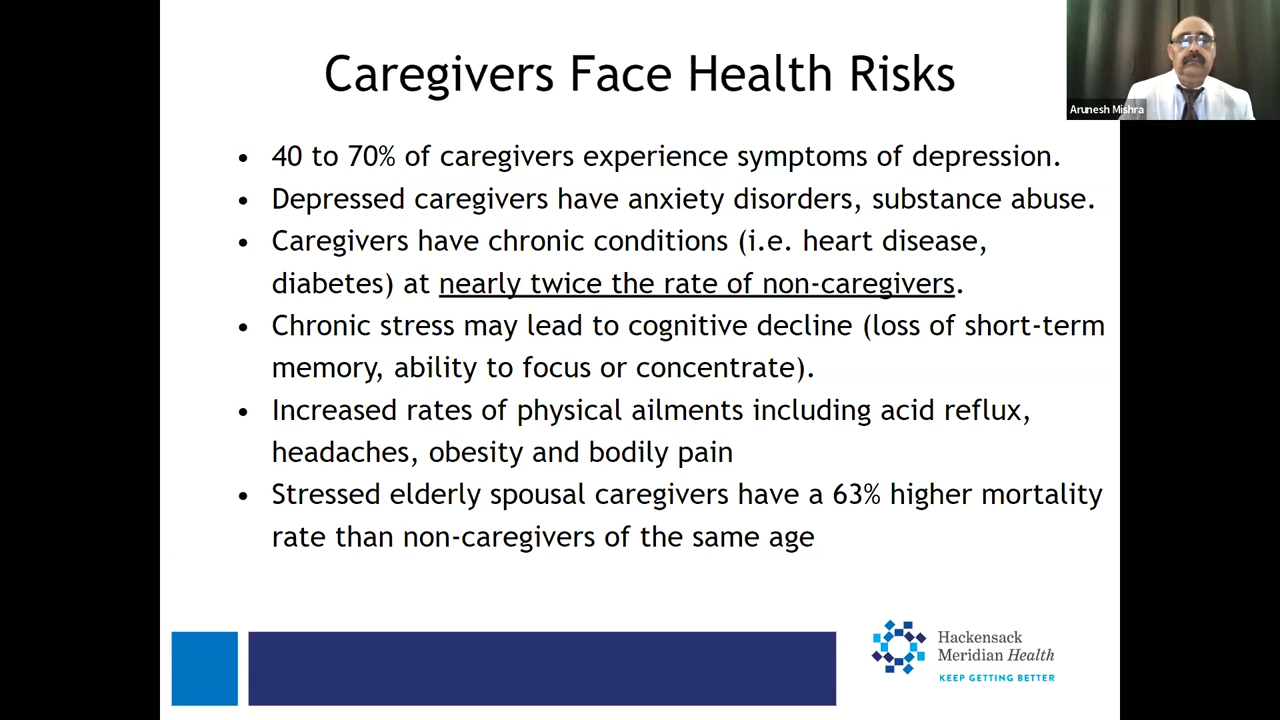 Caregivers Face Health Risks
Arunesh Mishra
• 40 to 70% of caregivers experience symptoms of depression.
• Depressed caregivers have anxiety disorders, substance abuse.
• Caregivers have chronic conditions (i.e. heart disease,
diabetes) at nearly twice the rate of non-caregivers.
• Chronic stress may lead to cognitive decline (loss of short-term
memory, ability to focus or concentrate).
• Increased rates of physical ailments including acid reflux,
headaches, obesity and bodily pain
• Stressed elderly spousal caregivers have a 63% higher mortality
rate than non-caregivers of the same age
Hackensack
Meridian Health
KEEP GETTING BETTER